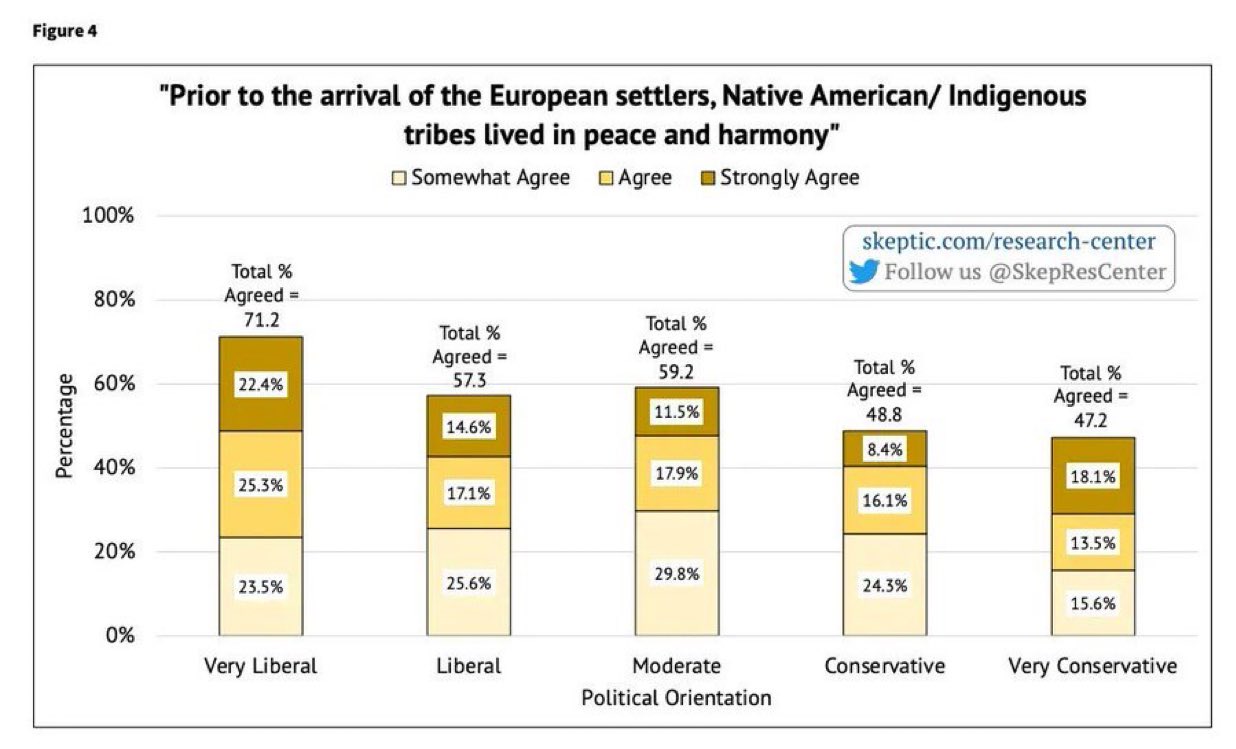 Figure 4
"Prior to the arrival of the European settlers, Native American/ Indigenous
tribes lived in peace and harmony"
Somewhat Agree Agree Strongly Agree
100%
80%
60%
40%
20%
0%
Percentage
skeptic.com/research-center
Follow us @SkepResCenter
Total %
Agreed =
71.2
22.4%
25.3%
23.5%
Total %
Agreed =
57.3
14.6%
17.1%
25.6%
Total %
Agreed =
59.2
11.5%
17.9%
29.8%
Total %
Agreed =
48.8
8.4%
16.1%
24.3%
Total %
Agreed =
47.2
18.1%
13.5%
15.6%
Very Liberal Liberal Moderate Conservative Very Conservative
Political Orientation